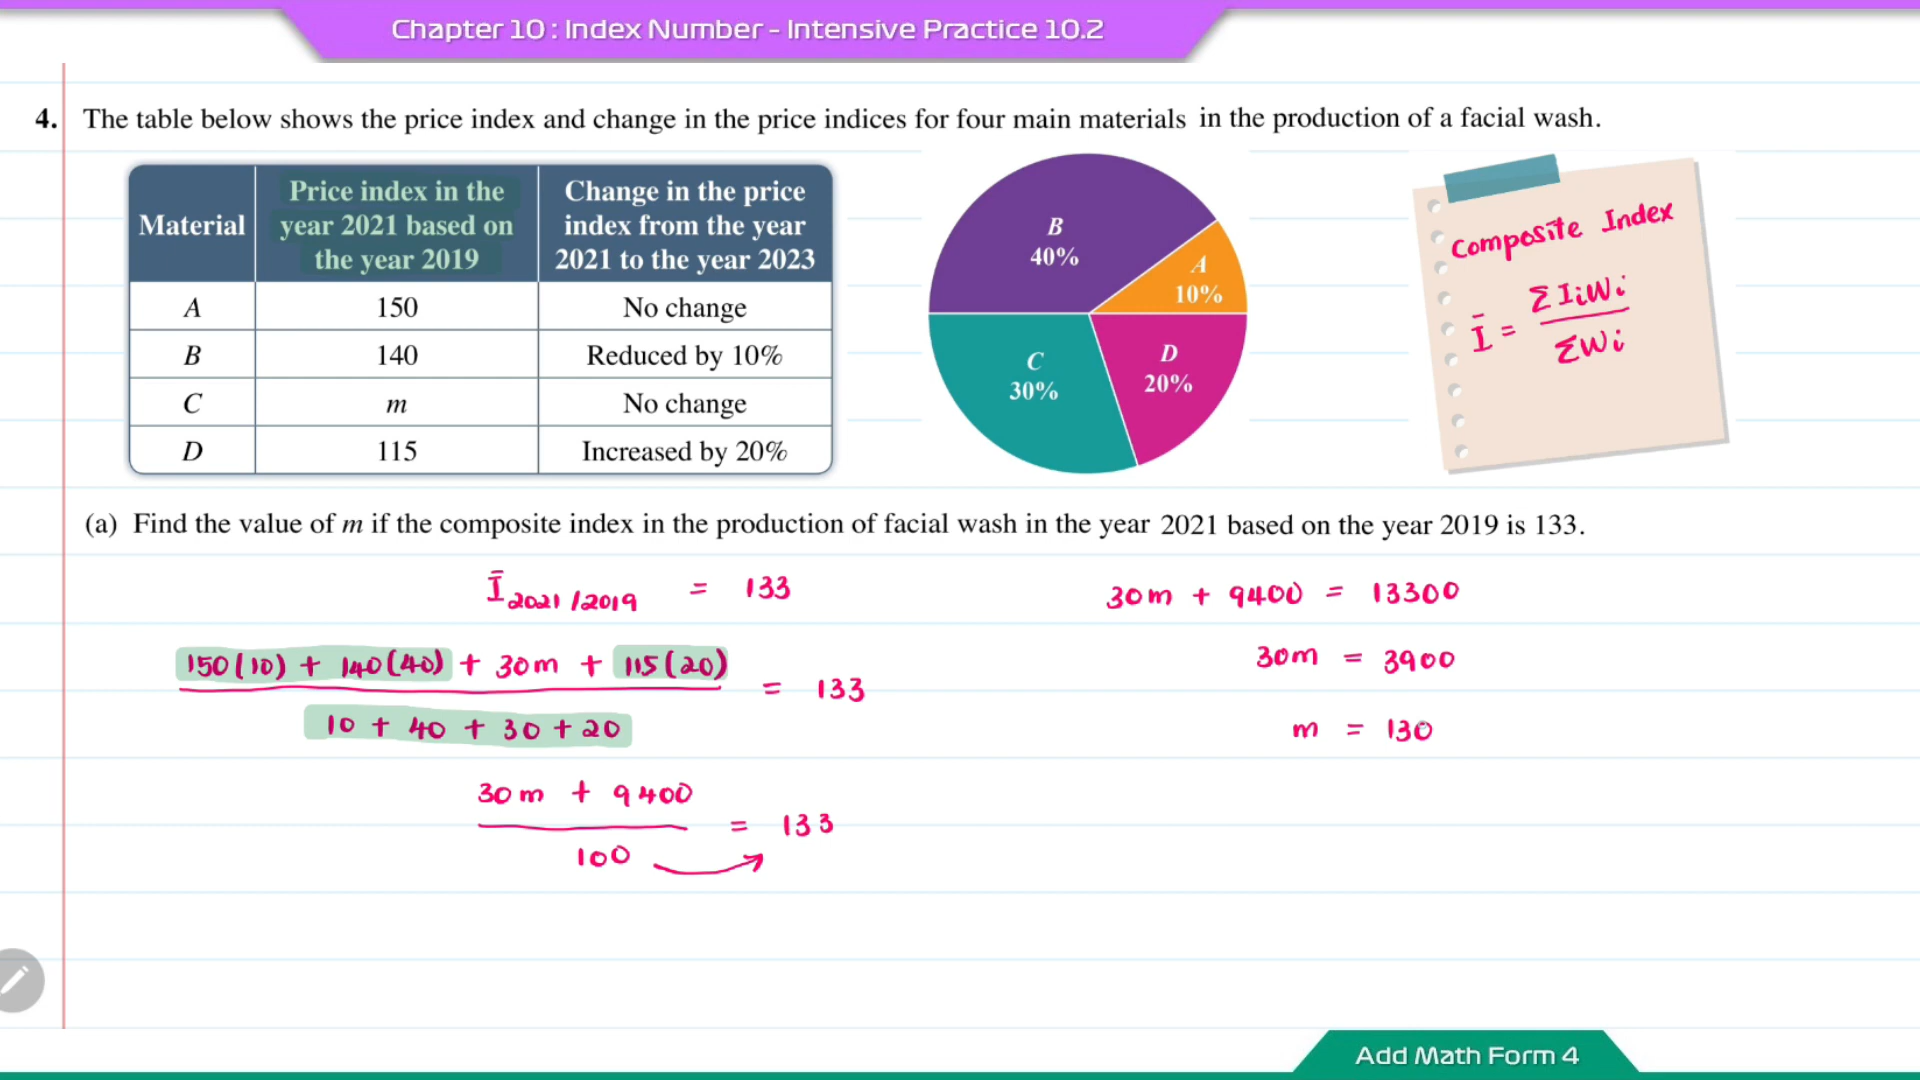 Chapter 10 : Index Number - Intensive Practice 10.2
4. The table below shows the price index and change in the price indices for four main materials in the production of a facial wash.
Material
Price index in the
year 2021 based on
the year 2019
Change in the price
index from the year
2021 to the year 2023
A 150 No change
B 140 Reduced by 10%
C m No change
D 115 Increased by 20%
B
40%
A
10%
C
30%
D
20%
Composite Index
Ī = ΣIiWi / ΣWi
(a) Find the value of m if the composite index in the production of facial wash in the year 2021 based on the year 2019 is 133.
Ī 2021/2019 = 133
150(10) + 140(40) + 30m + 115(20)
= 133
10 + 40 + 30 + 20
30m + 9400
= 133
100
30m + 9400 = 13300
30m = 3900
m = 130
Add Math Form 4